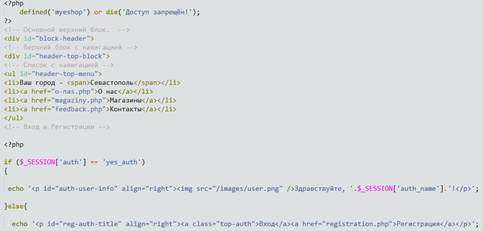 <?php
defined('myeshop') or die('Доступ запрещён!');
?>
<!-- Основной верхний блок.  -->
<div id="block-header">
<!-- Верхний блок с навигацией -->
<div id="header-top-block">
<!-- Список с навигацией -->
<ul id="header-top-menu">
<li>Ваш город - <span>Севастополь</span></li>
<li><a href="o-nas.php">О нас</a></li>
<li><a href="magaziny.php">Магазины</a></li>
<li><a href="feedback.php">Контакты</a></li>
</ul>
<!-- Вход и Регистрация -->
<?php
if ($_SESSION['auth'] == 'yes_auth')
{
echo '<p id="auth-user-info" align="right"><img src="/images/user.png" />Здравствуйте, '.$_SESSION['auth_name'].'!</p>';
}else{
echo '<p id="reg-auth-title" align="right"><a class="top-auth">Вход</a><a href="registration.php">Регистрация</a></p>';